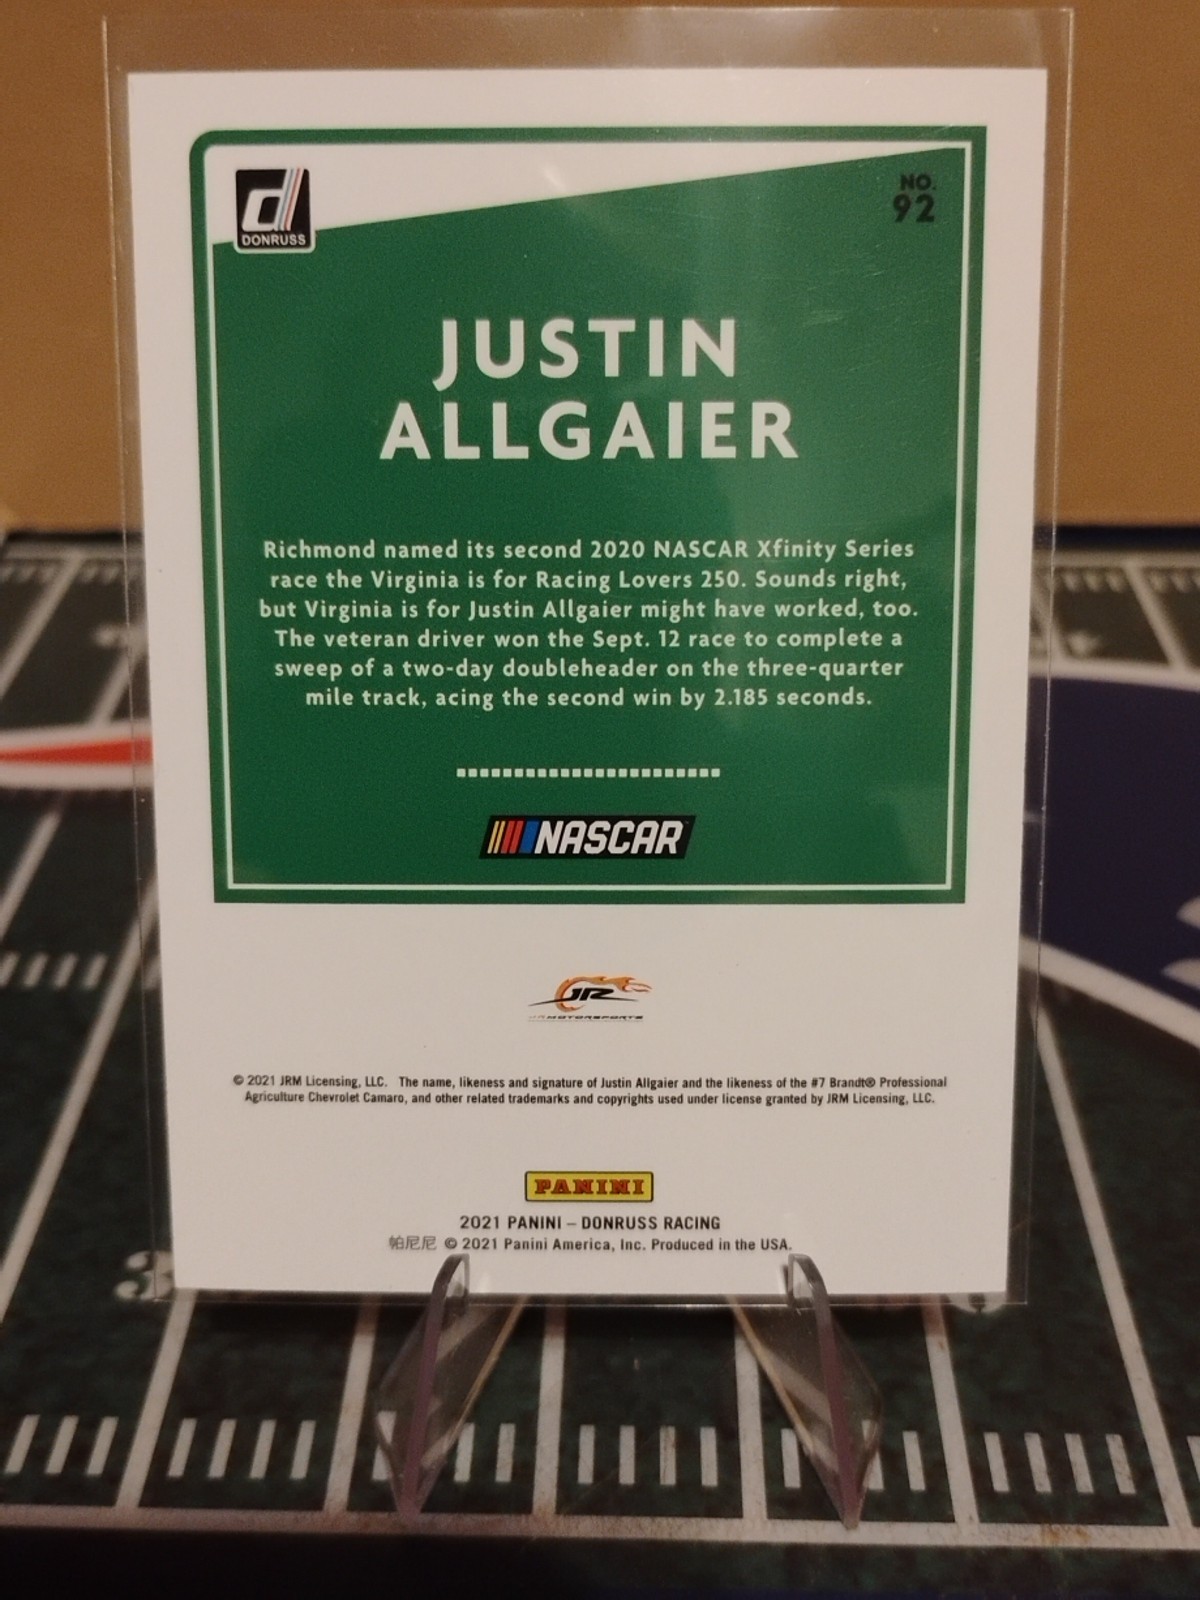 DONRUSS
NO.
92
JUSTIN
ALLGAIER
Richmond named its second 2020 NASCAR Xfinity Series
race the Virginia is for Racing Lovers 250. Sounds right,
but Virginia is for Justin Allgaier might have worked, too.
The veteran driver won the Sept. 12 race to complete a
sweep of a two-day doubleheader on the three-quarter
mile track, acing the second win by 2.185 seconds.
NASCAR
JR
JR MOTORSPORTS
© 2021 JRM Licensing, LLC. The name, likeness and signature of Justin Allgaier and the likeness of the #7 Brandt® Professional
Agriculture Chevrolet Camaro, and other related trademarks and copyrights used under license granted by JRM Licensing, LLC.
PANINI
2021 PANINI – DONRUSS RACING
帕尼尼 © 2021 Panini America, Inc. Produced in the USA.
3